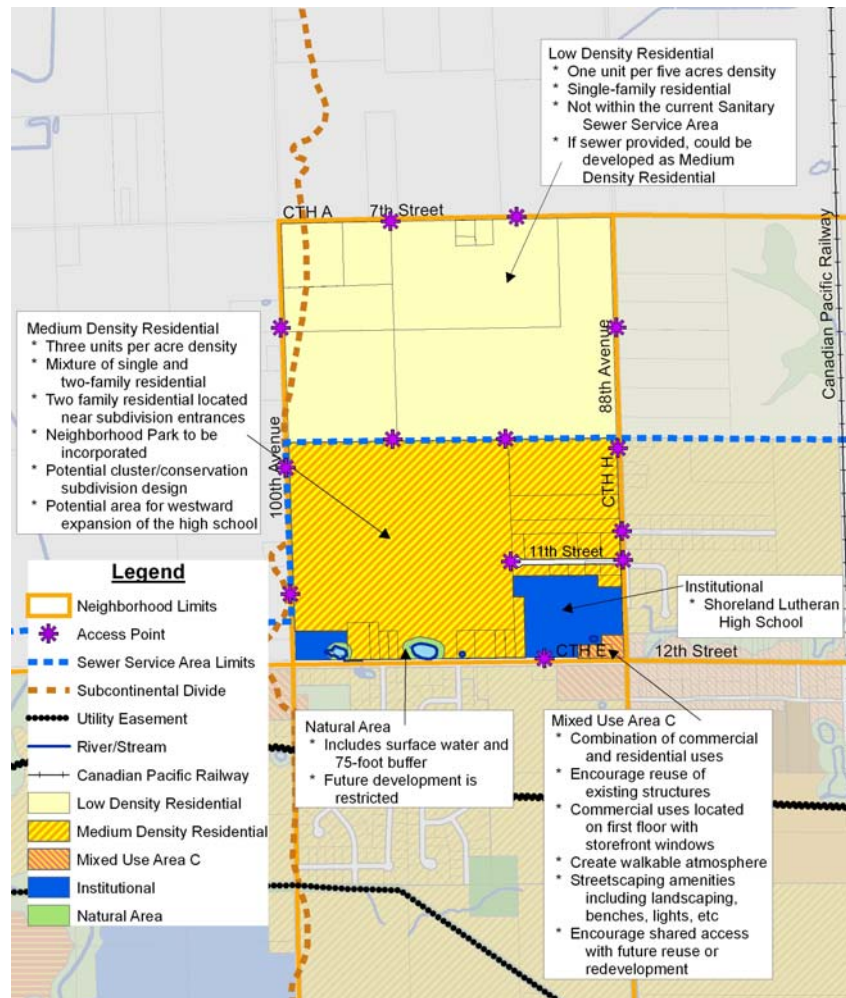 Low Density Residential
* One unit per five acres density
* Single-family residential
* Not within the current Sanitary
Sewer Service Area
* If sewer provided, could be
developed as Medium
Density Residential
CTH A
7th Street
Canadian Pacific Railway
88th Avenue
CTH H
100th Avenue
Medium Density Residential
* Three units per acre density
* Mixture of single and
two-family residential
* Two family residential located
near subdivision entrances
* Neighborhood Park to be
incorporated
* Potential cluster/conservation
subdivision design
* Potential area for westward
expansion of the high school
11th Street
Institutional
* Shoreland Lutheran
High School
CTH E
12th Street
Legend
Neighborhood Limits
Access Point
Sewer Service Area Limits
Subcontinental Divide
Utility Easement
River/Stream
Canadian Pacific Railway
Low Density Residential
Medium Density Residential
Mixed Use Area C
Institutional
Natural Area
Natural Area
* Includes surface water and
75-foot buffer
* Future development is
restricted
Mixed Use Area C
* Combination of commercial
and residential uses
* Encourage reuse of
existing structures
* Commercial uses located
on first floor with
storefront windows
* Create walkable atmosphere
* Streetscaping amenities
including landscaping,
benches, lights, etc
* Encourage shared access
with future reuse or
redevelopment